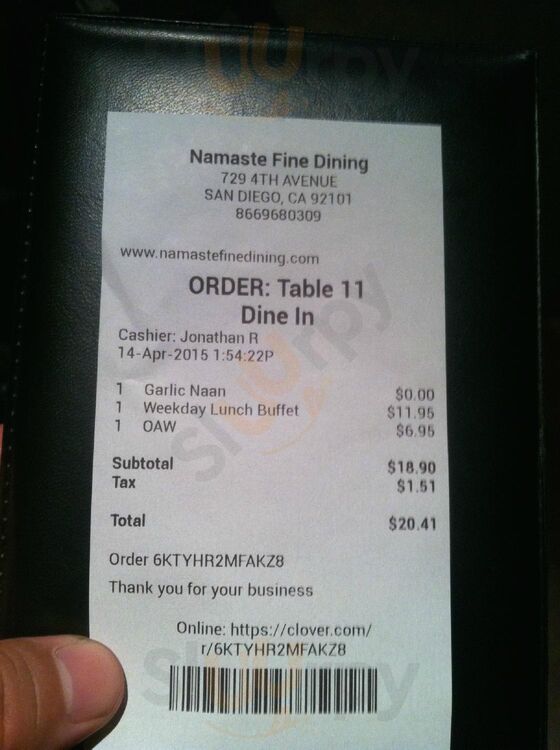 Namaste Fine Dining
729 4TH AVENUE
SAN DIEGO, CA 92101
8669680309
www.namastefinedining.com
ORDER: Table 11
Dine In
Cashier: Jonathan R
14-Apr-2015 1:54:22P
1 Garlic Naan $0.00
1 Weekday Lunch Buffet $11.95
1 OAW $6.95
Subtotal $18.90
Tax $1.51
Total $20.41
Order 6KTYHR2MFAKZ8
Thank you for your business
Online: https://clover.com/
r/6KTYHR2MFAKZ8
slurpy